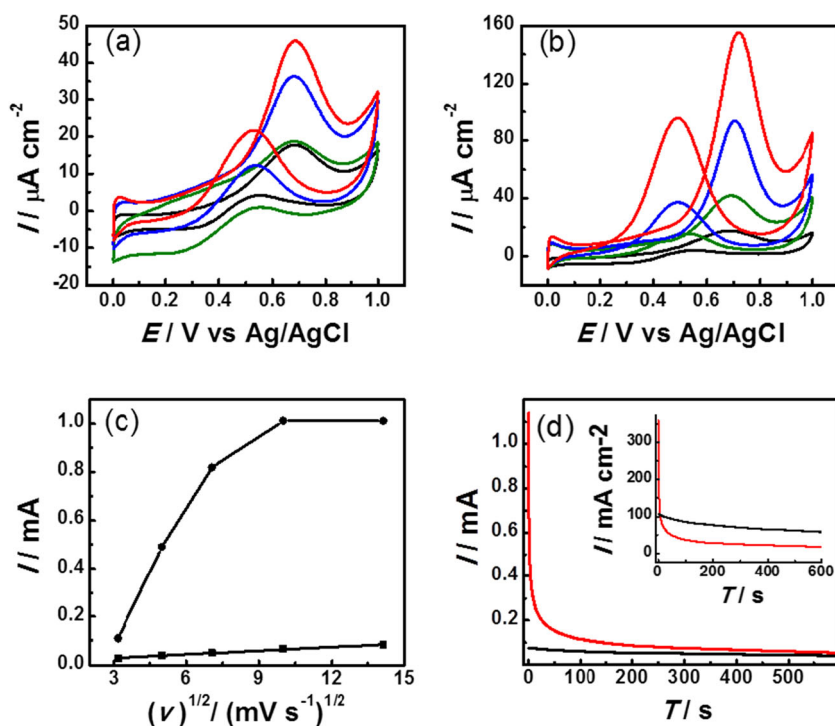 (a)
I / μA cm-2
50
40
30
20
10
0
-10
-20
0.0 0.2 0.4 0.6 0.8 1.0
E / V vs Ag/AgCl
(b)
I / μA cm-2
160
120
80
40
0
0.0 0.2 0.4 0.6 0.8 1.0
E / V vs Ag/AgCl
(c)
I / mA
1.0
0.8
0.6
0.4
0.2
0.0
3 6 9 12 15
(v)1/2/ (mV s-1)1/2
(d)
I / mA
1.0
0.8
0.6
0.4
0.2
0 100 200 300 400 500
T / s
I / mA cm-2
300
200
100
0
0 200 400 600
T / s